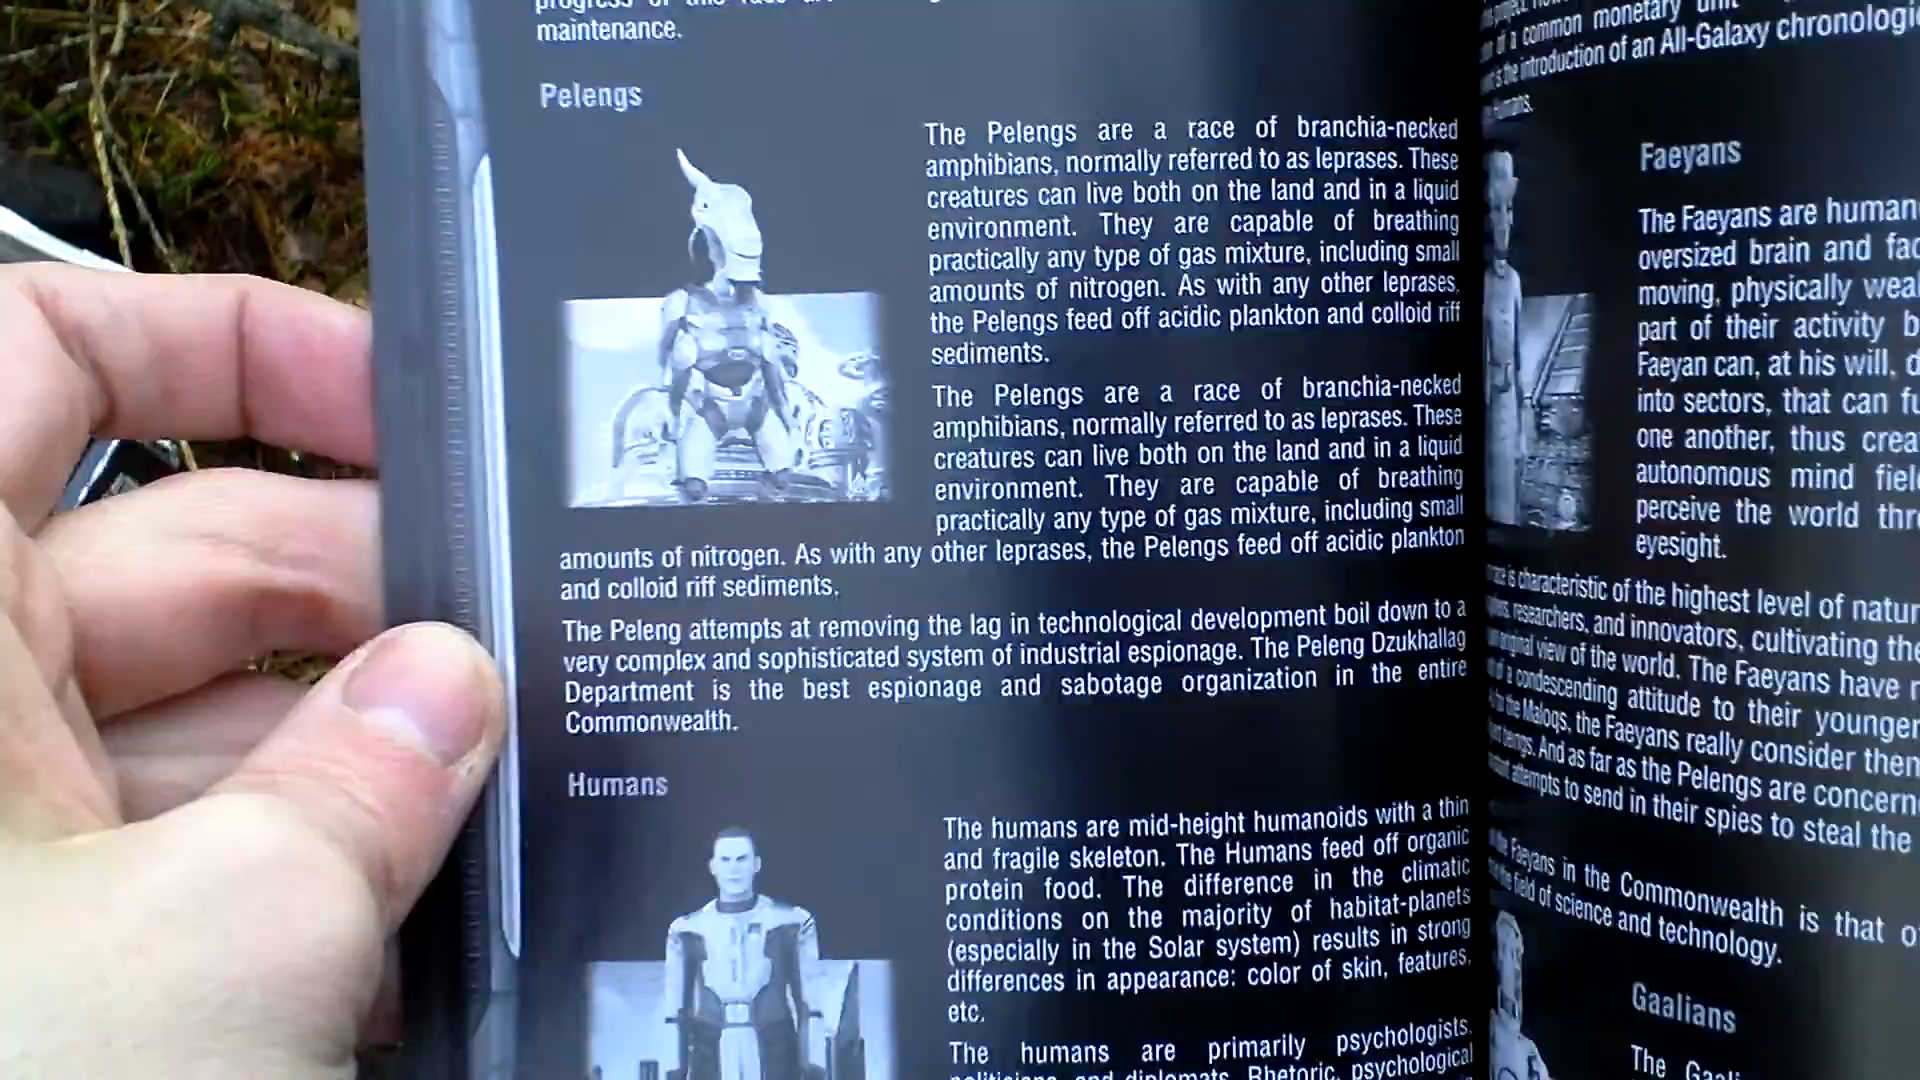 maintenance.
Pelengs
The Pelengs are a race of branchia-necked
amphibians, normally referred to as leprases. These
creatures can live both on the land and in a liquid
environment. They are capable of breathing
practically any type of gas mixture, including small
amounts of nitrogen. As with any other leprases,
the Pelengs feed off acidic plankton and colloid riff
sediments.
The Pelengs are a race of branchia-necked
amphibians, normally referred to as leprases. These
creatures can live both on the land and in a liquid
environment. They are capable of breathing
practically any type of gas mixture, including small
amounts of nitrogen. As with any other leprases, the Pelengs feed off acidic plankton
and colloid riff sediments.
The Peleng attempts at removing the lag in technological development boil down to a
very complex and sophisticated system of industrial espionage. The Peleng Dzukhallag
Department is the best espionage and sabotage organization in the entire
Commonwealth.
Humans
The humans are mid-height humanoids with a thin
and fragile skeleton. The Humans feed off organic
protein food. The difference in the climatic
conditions on the majority of habitat-planets
(especially in the Solar system) results in strong
differences in appearance: color of skin, features,
etc.
The humans are primarily psychologists,
and diplomats. Rhetoric, psychological
of a common monetary unit
is the introduction of an All-Galaxy
Humans.
Faeyans
The Faeyans are
oversized brain and
moving, physically
part of their activity
Faeyan can, at his will,
into sectors, that can
one another, thus
autonomous mind
perceive the world
eyesight.
is characteristic of the highest level of
researchers, and innovators, cultivating
view of the world. The Faeyans have
of a condescending attitude to their younger
the Maloqs, the Faeyans really consider
beings. And as far as the Pelengs are
attempts to send in their spies to steal the
the Faeyans in the Commonwealth is that
the field of science and technology.
Gaalians
The